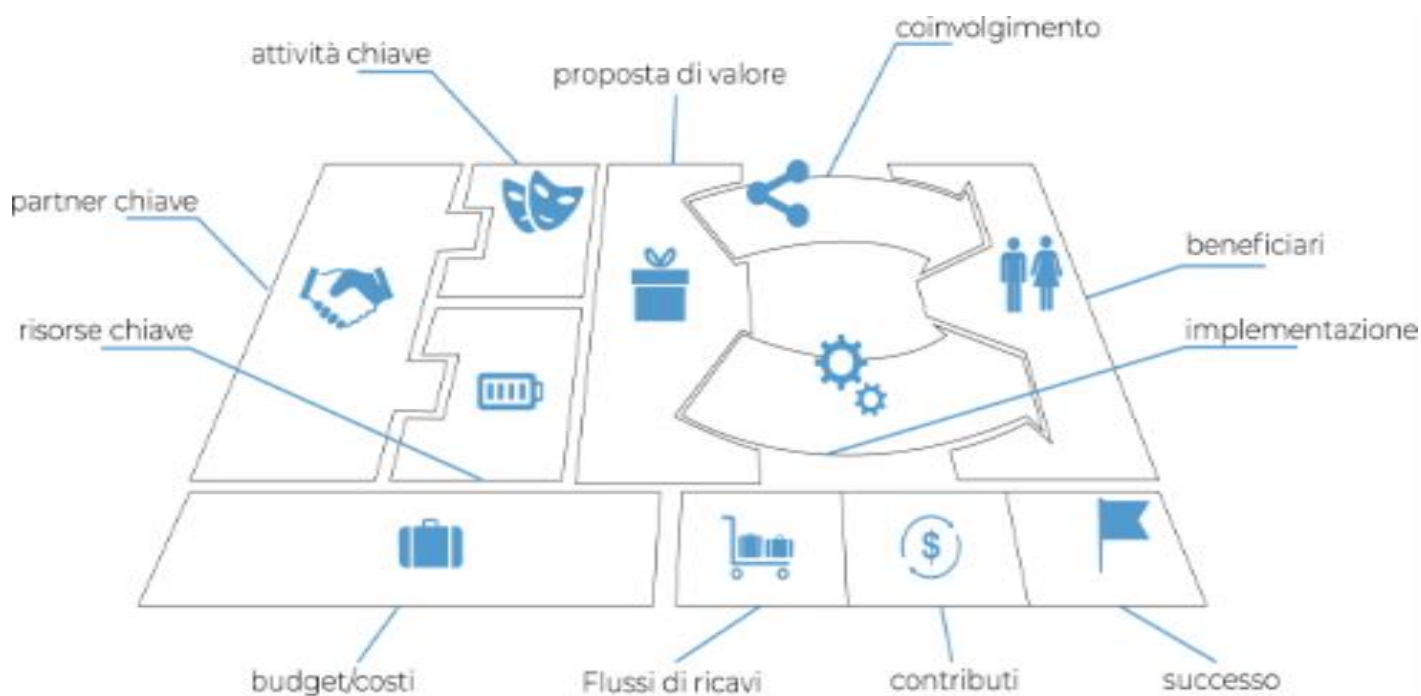 coinvolgimento
attività chiave
proposta di valore
partner chiave
beneficiari
risorse chiave
implementazione
$
budget/costi
Flussi di ricavi
contributi
successo